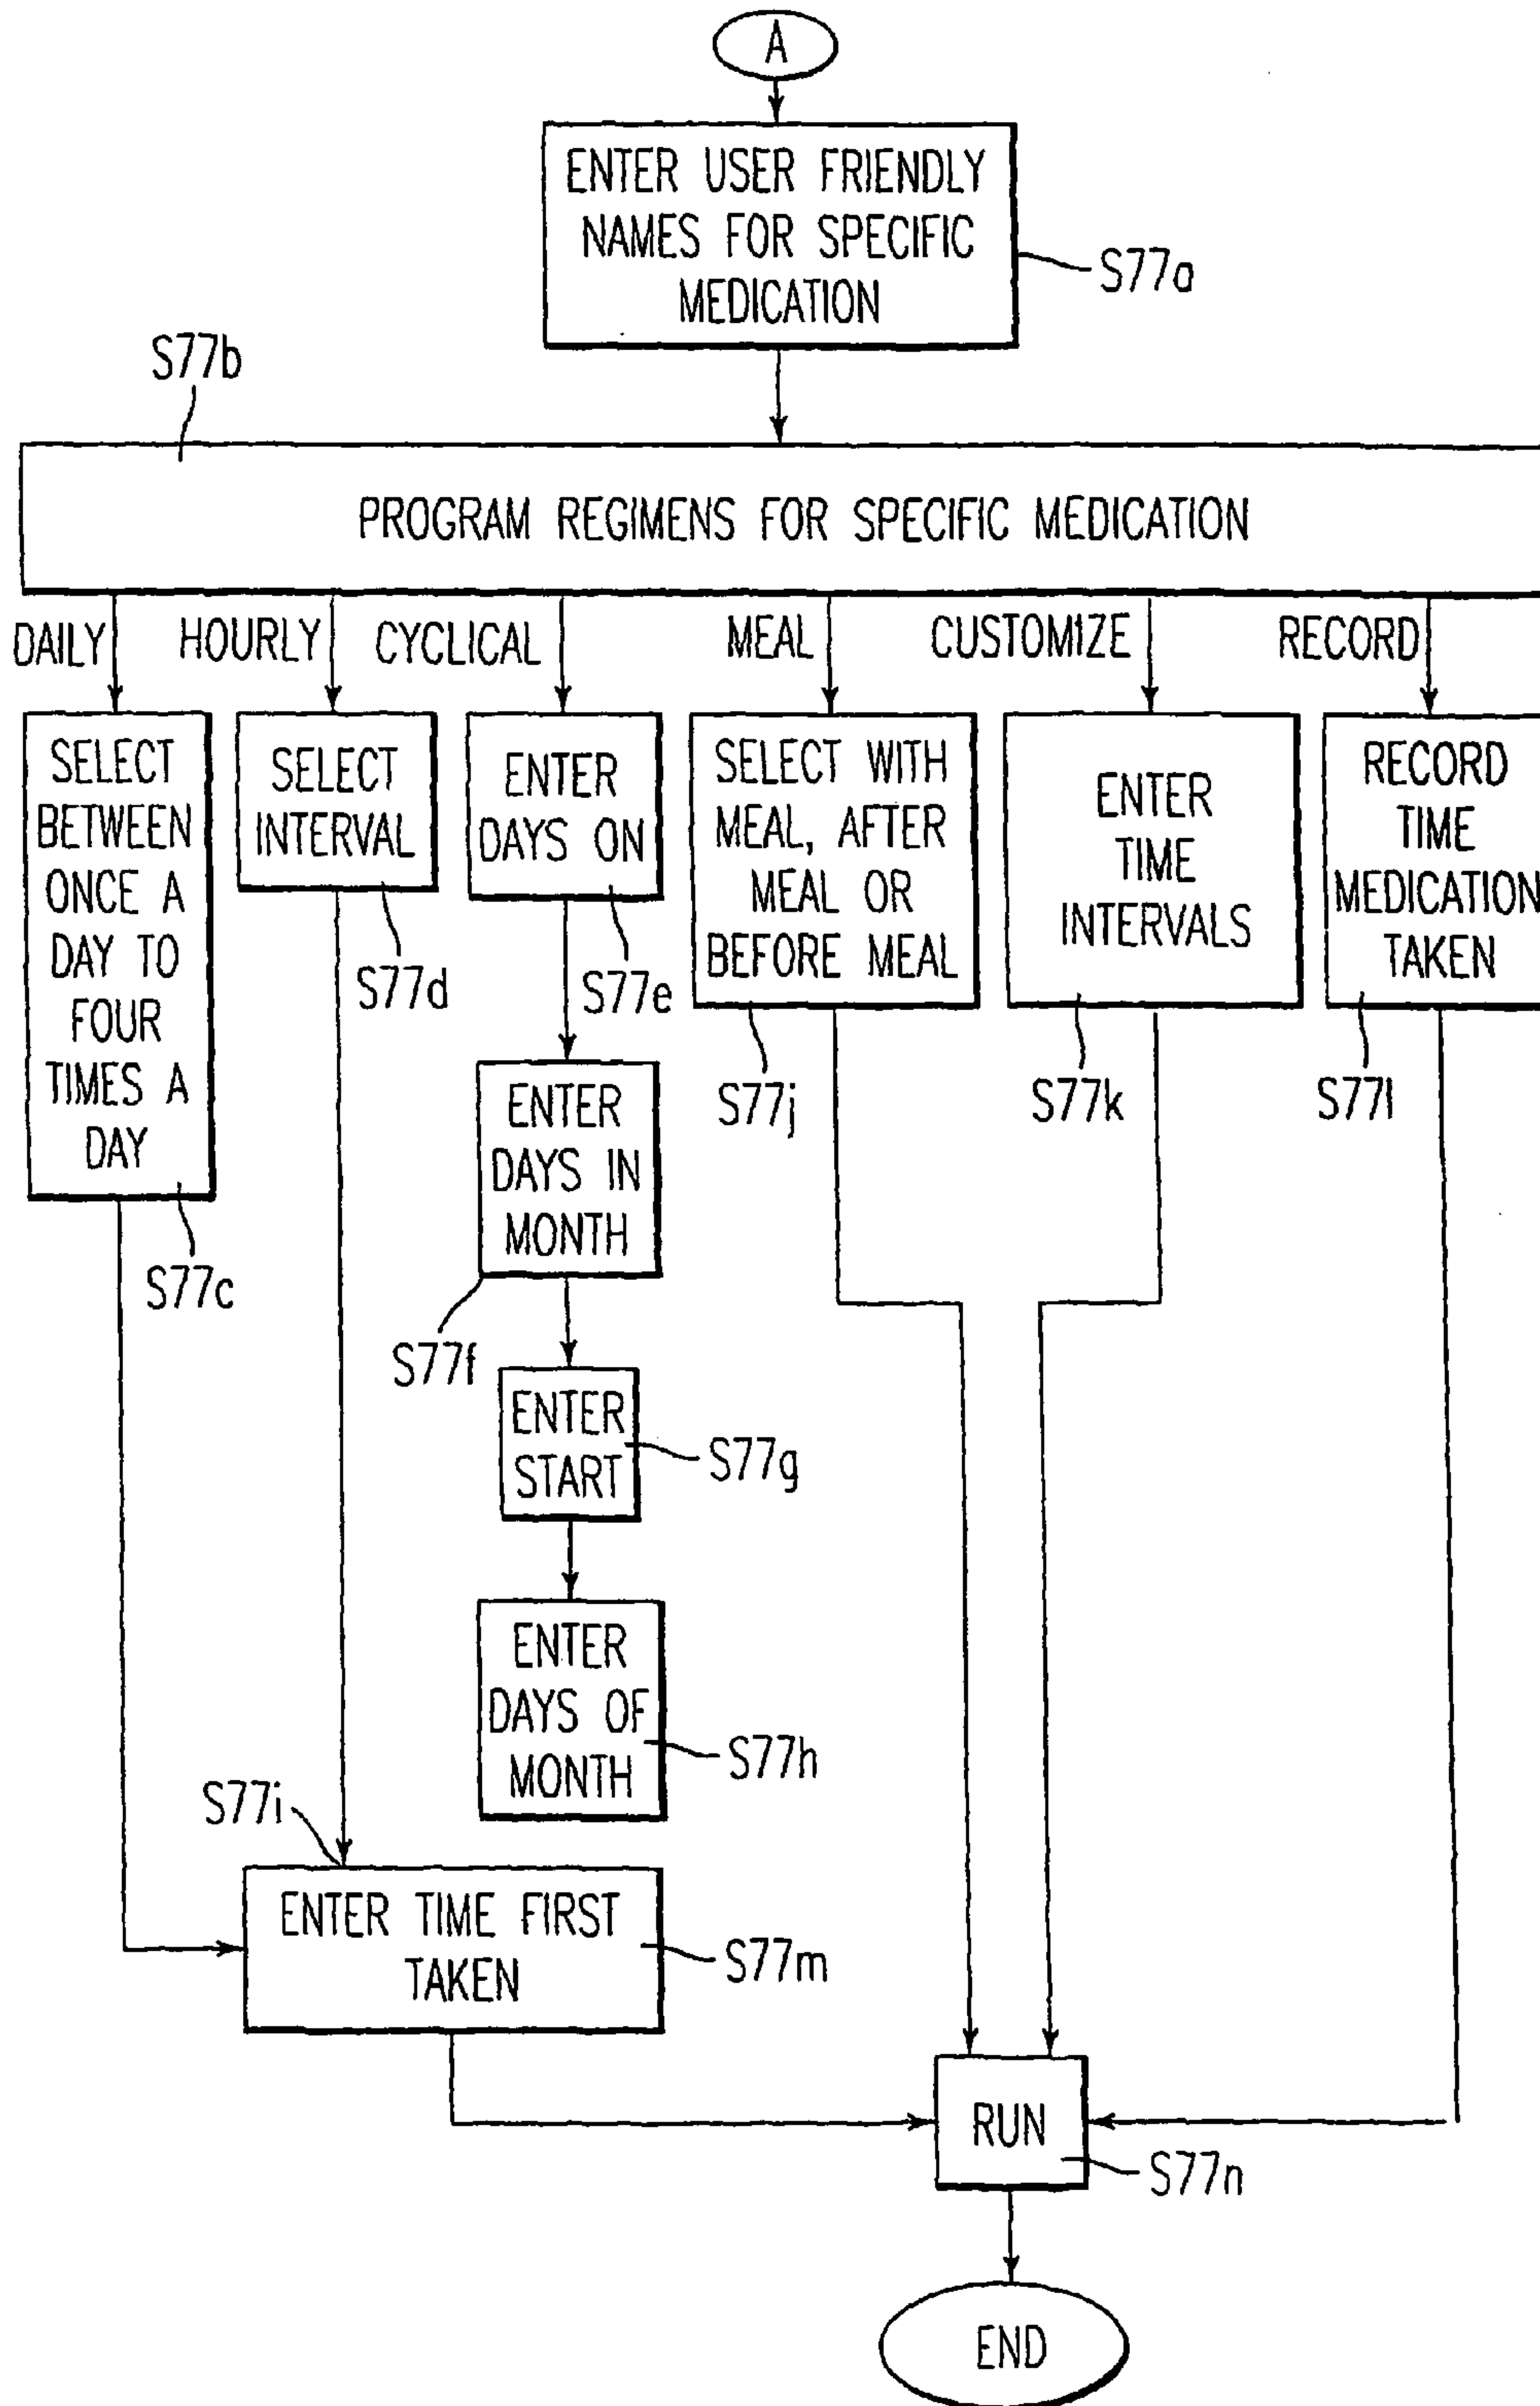 A
ENTER USER FRIENDLY
NAMES FOR SPECIFIC
MEDICATION
S77a
S77b
PROGRAM REGIMENS FOR SPECIFIC MEDICATION
DAILY
HOURLY
CYCLICAL
MEAL
CUSTOMIZE
RECORD
SELECT
BETWEEN
ONCE A
DAY TO
FOUR
TIMES A
DAY
S77c
SELECT
INTERVAL
S77d
ENTER
DAYS ON
S77e
SELECT WITH
MEAL, AFTER
MEAL OR
BEFORE MEAL
S77j
ENTER
TIME
INTERVALS
S77k
RECORD
TIME
MEDICATION
TAKEN
S77l
ENTER
DAYS IN
MONTH
S77f
ENTER
START
S77g
ENTER
DAYS OF
MONTH
S77h
S77i
ENTER TIME FIRST
TAKEN
S77m
RUN
S77n
END